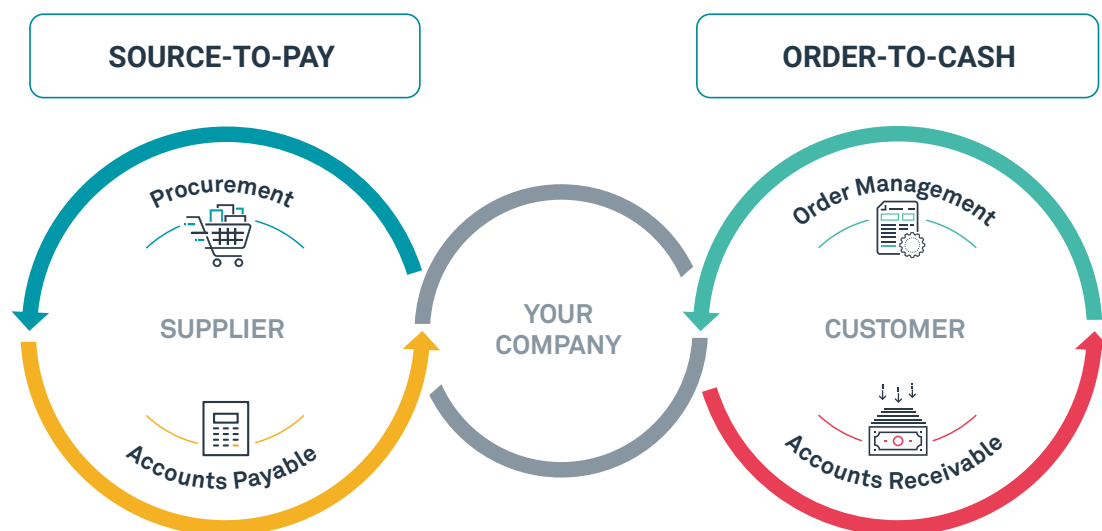 SOURCE-TO-PAY
ORDER-TO-CASH
Procurement
SUPPLIER
Accounts Payable
YOUR
COMPANY
Order Management
CUSTOMER
Accounts Receivable